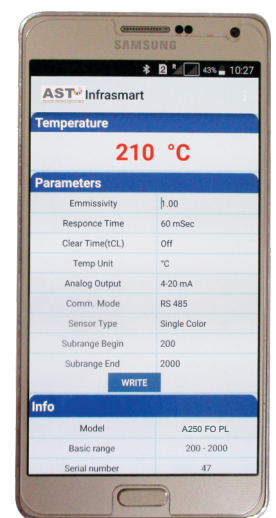 SAMSUNG
43% 10:27
AST Infrasmart
Temperature
210 °C
Parameters
Emmissivity 1.00
Responce Time 60 mSec
Clear Time(tCL) Off
Temp Unit °C
Analog Output 4-20 mA
Comm. Mode RS 485
Sensor Type Single Color
Subrange Begin 200
Subrange End 2000
WRITE
Info
Model A250 FO PL
Basic range 200 - 2000
Serial number 47